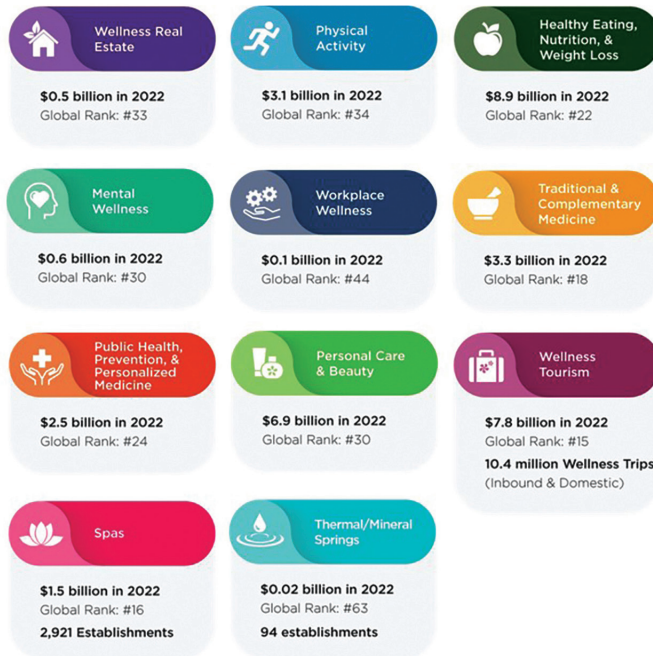 Wellness Real
Estate
$0.5 billion in 2022
Global Rank: #33
Physical
Activity
$3.1 billion in 2022
Global Rank: #34
Healthy Eating,
Nutrition, &
Weight Loss
$8.9 billion in 2022
Global Rank: #22
Mental
Wellness
$0.6 billion in 2022
Global Rank: #30
Workplace
Wellness
$0.1 billion in 2022
Global Rank: #44
Traditional &
Complementary
Medicine
$3.3 billion in 2022
Global Rank: #18
Public Health,
Prevention, &
Personalized
Medicine
$2.5 billion in 2022
Global Rank: #24
Personal Care
& Beauty
$6.9 billion in 2022
Global Rank: #30
Wellness
Tourism
$7.8 billion in 2022
Global Rank: #15
10.4 million Wellness Trips
(Inbound & Domestic)
Spas
$1.5 billion in 2022
Global Rank: #16
2,921 Establishments
Thermal/Mineral
Springs
$0.02 billion in 2022
Global Rank: #63
94 establishments